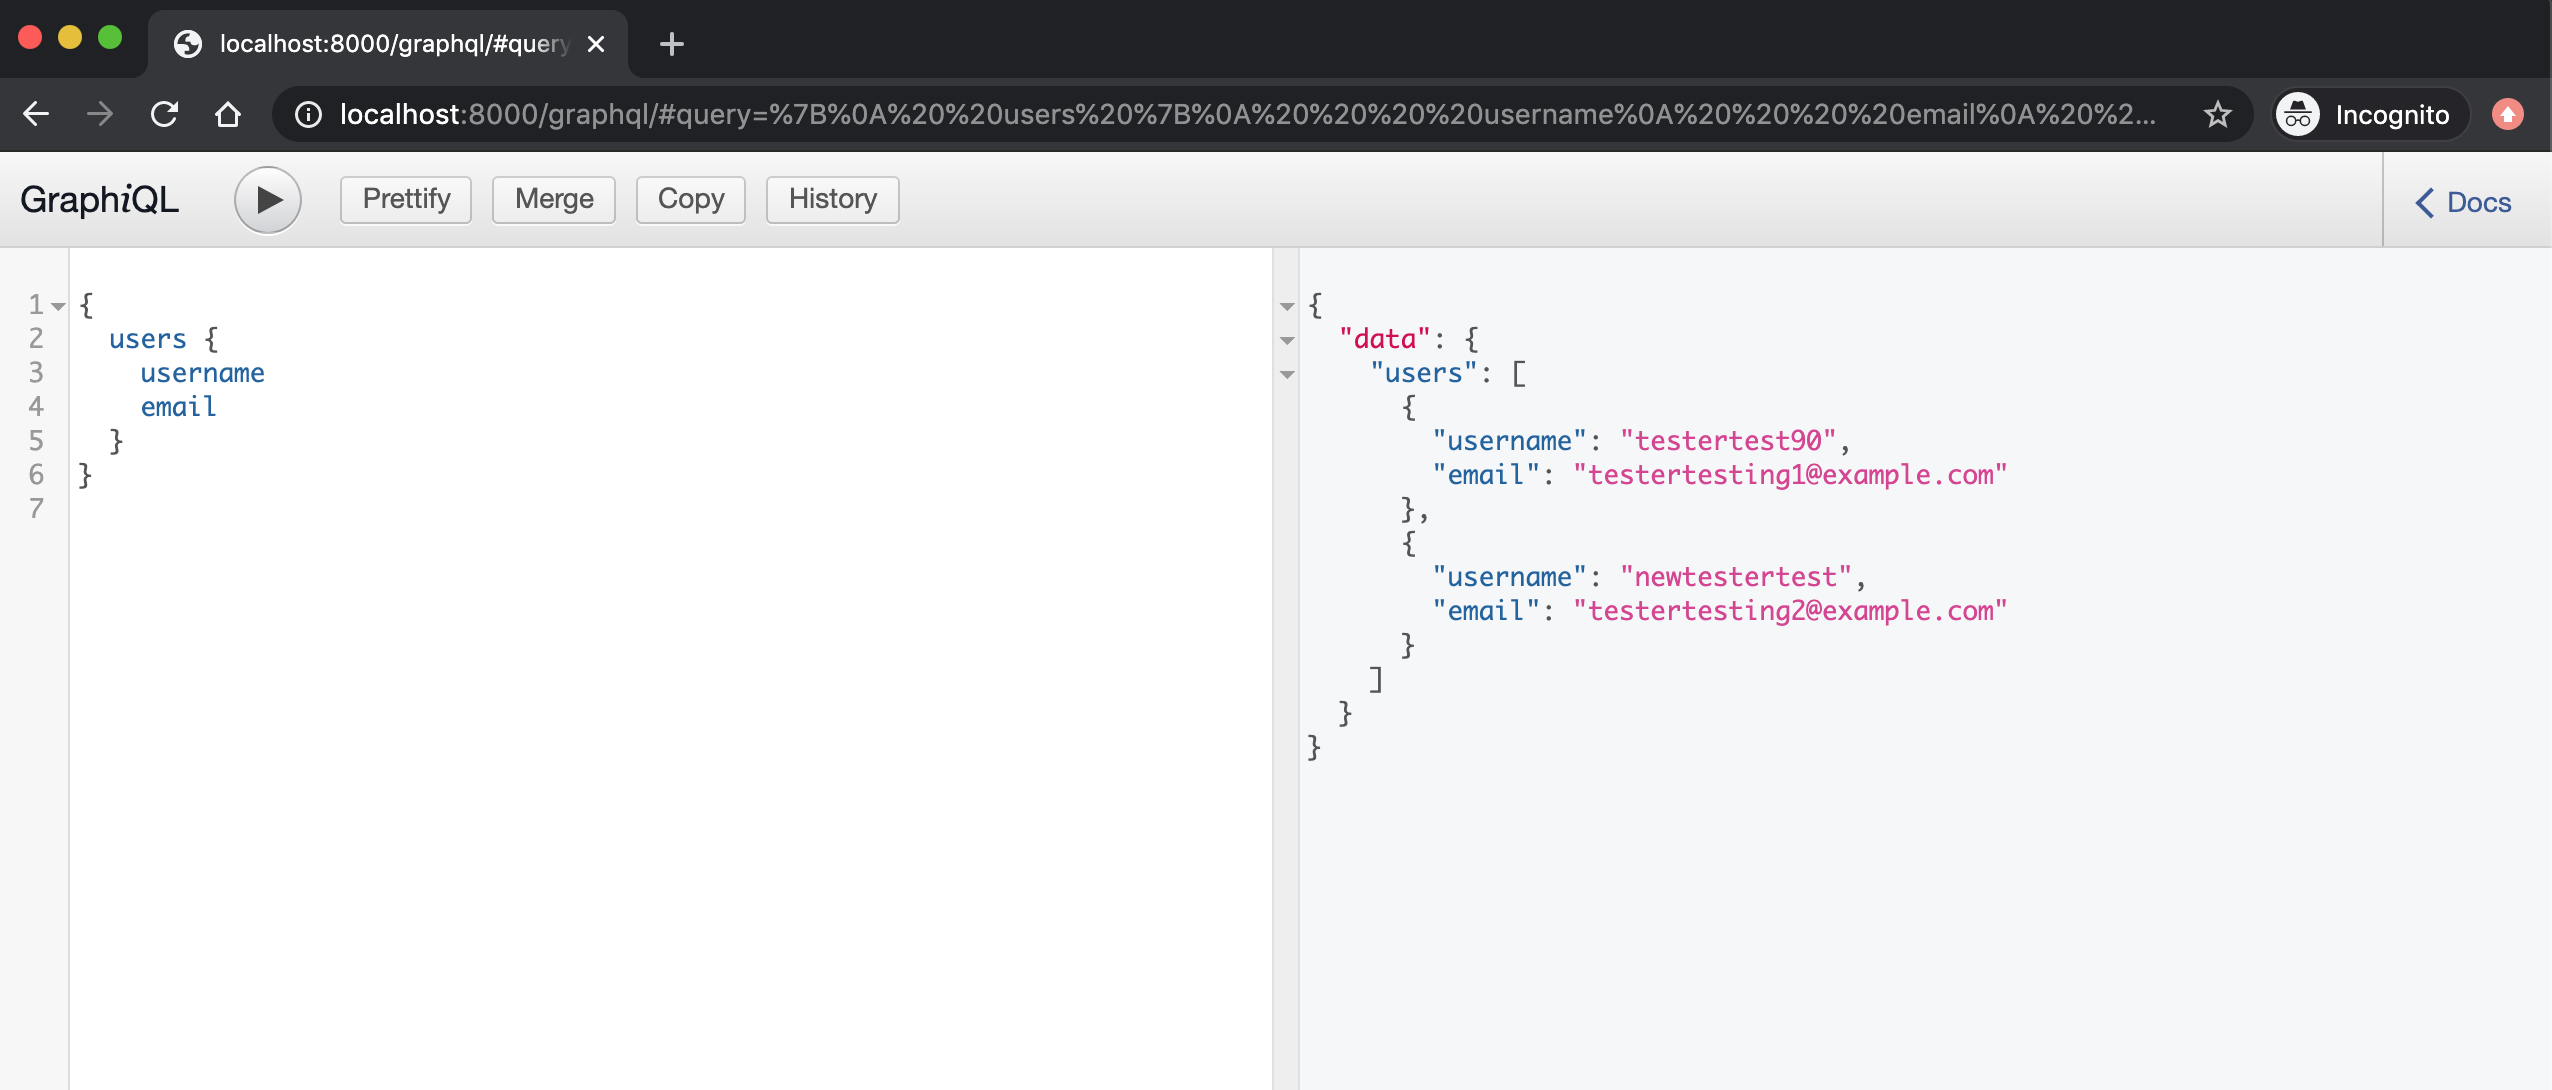 localhost:8000/graphql/#query
localhost:8000/graphql/#query=%7B%0A%20%20users%20%7B%0A%20%20%20%20username%0A%20%20%20%20email%0A%20%2...
Incognito
GraphiQL
Prettify
Merge
Copy
History
Docs
1 {
2   users {
3     username
4     email
5   }
6 }
7
{
  "data": {
    "users": [
      {
        "username": "testertest90",
        "email": "testertesting1@example.com"
      },
      {
        "username": "newtestertest",
        "email": "testertesting2@example.com"
      }
    ]
  }
}